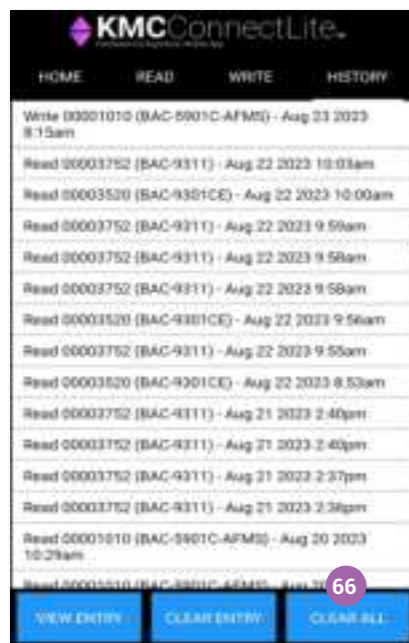 KMCConnectLite
HOME READ WRITE HISTORY
Write 00001010 (BAC-5901C-AFMS) - Aug 23 2023
8:15am
Read 00003752 (BAC-9311) - Aug 22 2023 10:03am
Read 00003520 (BAC-9301CE) - Aug 22 2023 10:00am
Read 00003752 (BAC-9311) - Aug 22 2023 9:59am
Read 00003752 (BAC-9311) - Aug 22 2023 9:58am
Read 00003752 (BAC-9311) - Aug 22 2023 9:58am
Read 00003520 (BAC-9301CE) - Aug 22 2023 9:56am
Read 00003752 (BAC-9311) - Aug 22 2023 9:55am
Read 00003520 (BAC-9301CE) - Aug 22 2023 8:53am
Read 00003752 (BAC-9311) - Aug 21 2023 2:40pm
Read 00003752 (BAC-9311) - Aug 21 2023 2:40pm
Read 00003752 (BAC-9311) - Aug 21 2023 2:37pm
Read 00003752 (BAC-9311) - Aug 21 2023 2:36pm
Read 00001010 (BAC-5901C-AFMS) - Aug 20 2023
10:29am
66
VIEW ENTRY CLEAR ENTRY CLEAR ALL